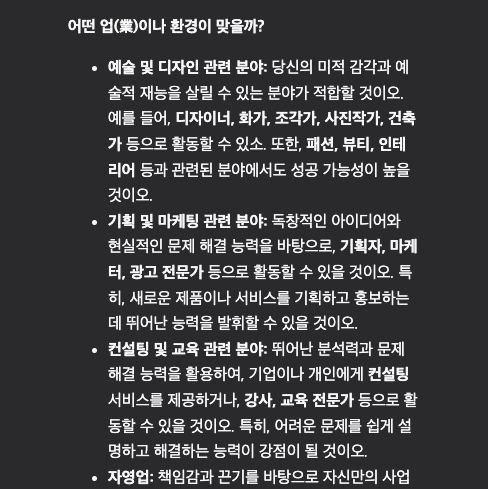 어떤 업(業)이나 환경이 맞을까?
• 예술 및 디자인 관련 분야: 당신의 미적 감각과 예
술적 재능을 살릴 수 있는 분야가 적합할 것이오.
예를 들어, 디자이너, 화가, 조각가, 사진작가, 건축
가 등으로 활동할 수 있소. 또한, 패션, 뷰티, 인테
리어 등과 관련된 분야에서도 성공 가능성이 높을
것이오.
• 기획 및 마케팅 관련 분야: 독창적인 아이디어와
현실적인 문제 해결 능력을 바탕으로, 기획자, 마케
터, 광고 전문가 등으로 활동할 수 있을 것이오. 특
히, 새로운 제품이나 서비스를 기획하고 홍보하는
데 뛰어난 능력을 발휘할 수 있을 것이오.
• 컨설팅 및 교육 관련 분야: 뛰어난 분석력과 문제
해결 능력을 활용하여, 기업이나 개인에게 컨설팅
서비스를 제공하거나, 강사, 교육 전문가 등으로 활
동할 수 있을 것이오. 특히, 어려운 문제를 쉽게 설
명하고 해결하는 능력이 강점이 될 것이오.
• 자영업: 책임감과 끈기를 바탕으로 자신만의 사업